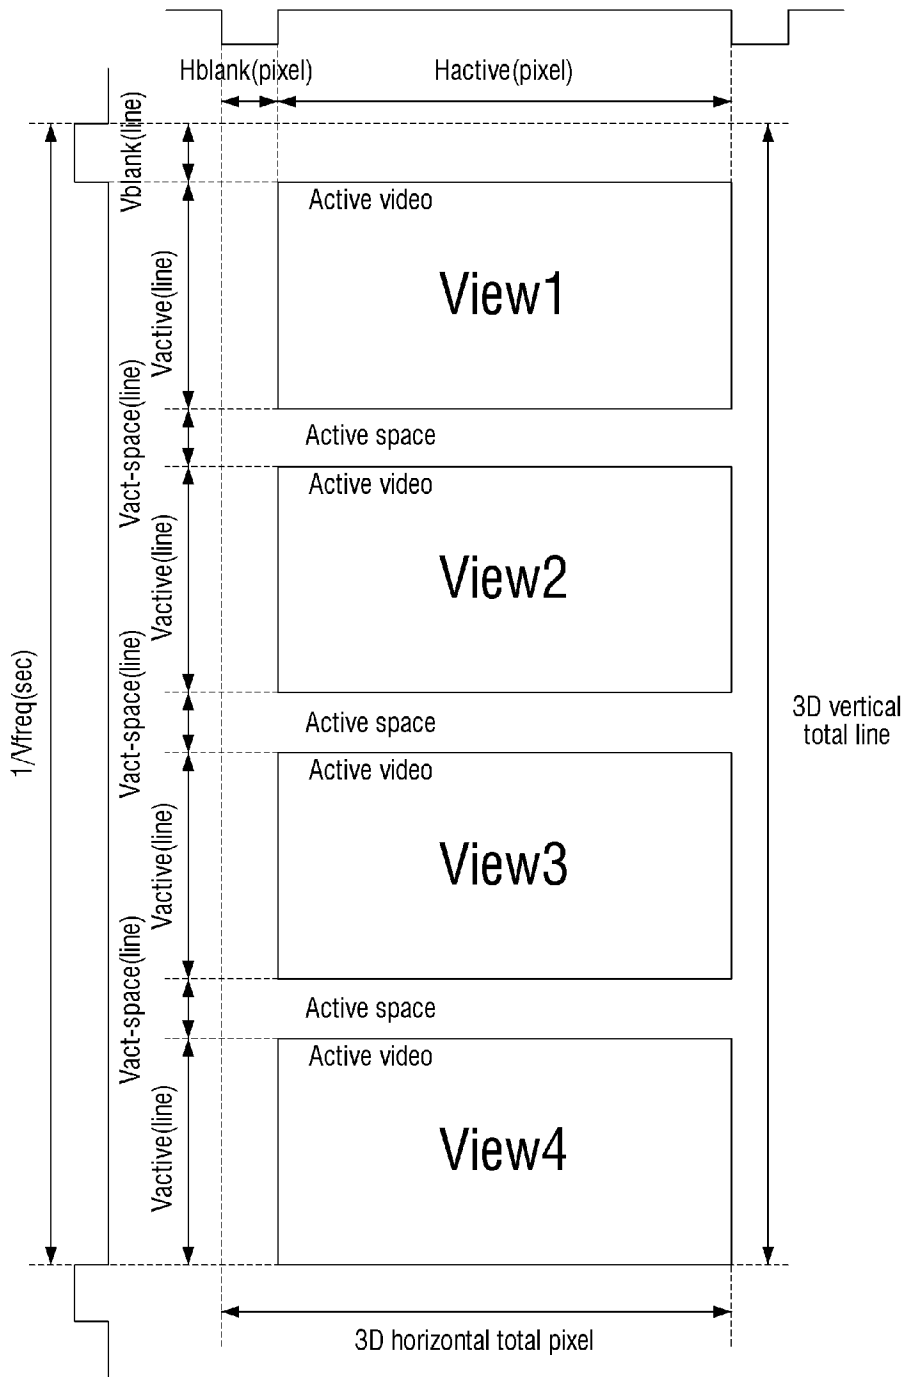 Hblank(pixel)
Hactive(pixel)
Vblank(line)
Active video
View1
Vactive(line)
Vact-space(line)
Active space
Active video
View2
Vactive(line)
Vact-space(line)
Active space
1/Vfreq(sec)
3D vertical
total line
Active video
View3
Vactive(line)
Vact-space(line)
Active space
Active video
View4
Vactive(line)
3D horizontal total pixel